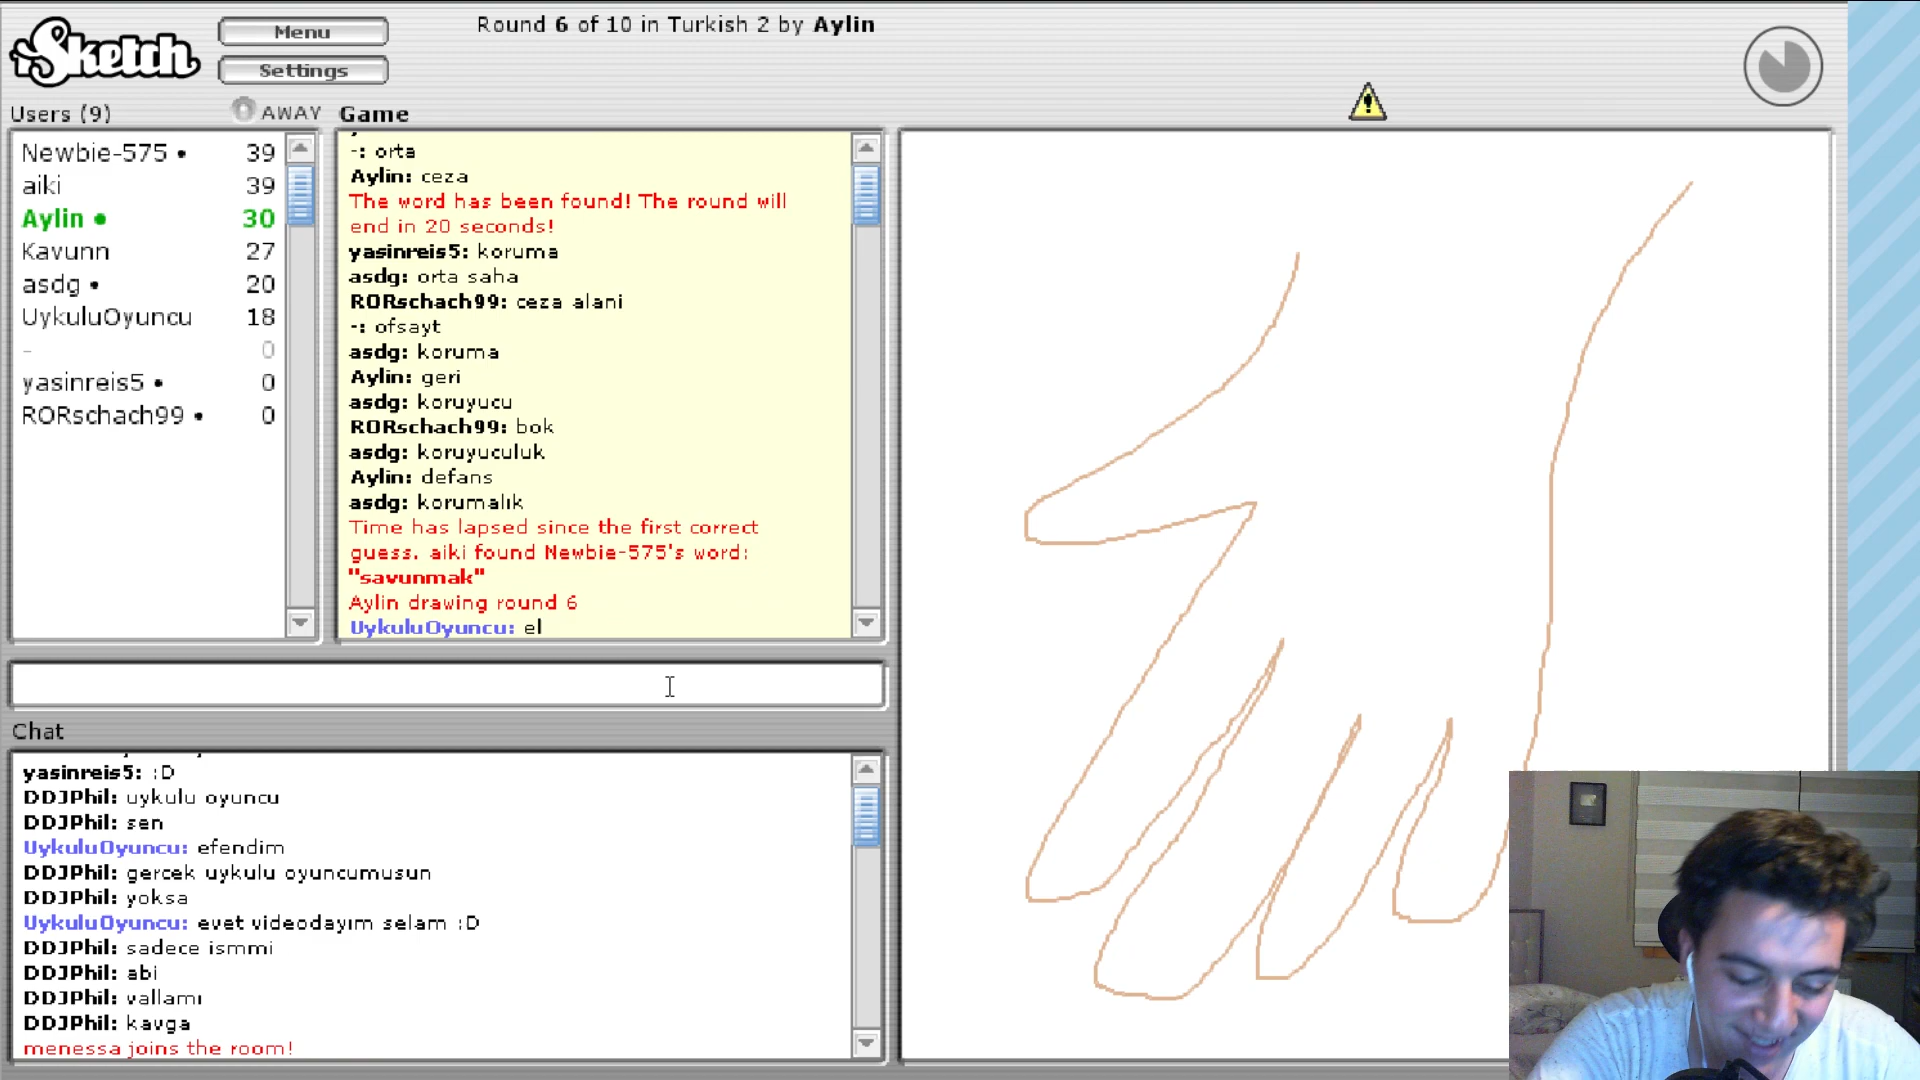 iSketch
Menu
Settings
Round 6 of 10 in Turkish 2 by Aylin
Users (9)
AWAY
Newbie-575 • 39
aiki 39
Aylin • 30
Kavunn 27
asdg • 20
UykuluOyuncu 18
- 0
yasinreis5 • 0
RORschach99 • 0
Game
-: orta
Aylin: ceza
The word has been found! The round will
end in 20 seconds!
yasinreis5: koruma
asdg: orta saha
RORschach99: ceza alani
-: ofsayt
asdg: koruma
Aylin: geri
asdg: koruyucu
RORschach99: bok
asdg: koruyuculuk
Aylin: defans
asdg: korumalık
Time has lapsed since the first correct
guess. aiki found Newbie-575's word:
"savunmak"
Aylin drawing round 6
UykuluOyuncu: el
Chat
yasinreis5: :D
DDJPhil: uykulu oyuncu
DDJPhil: sen
UykuluOyuncu: efendim
DDJPhil: gercek uykulu oyuncumusun
DDJPhil: yoksa
UykuluOyuncu: evet videodayım selam :D
DDJPhil: sadece ismmi
DDJPhil: abi
DDJPhil: vallamı
DDJPhil: kavga
menessa joins the room!